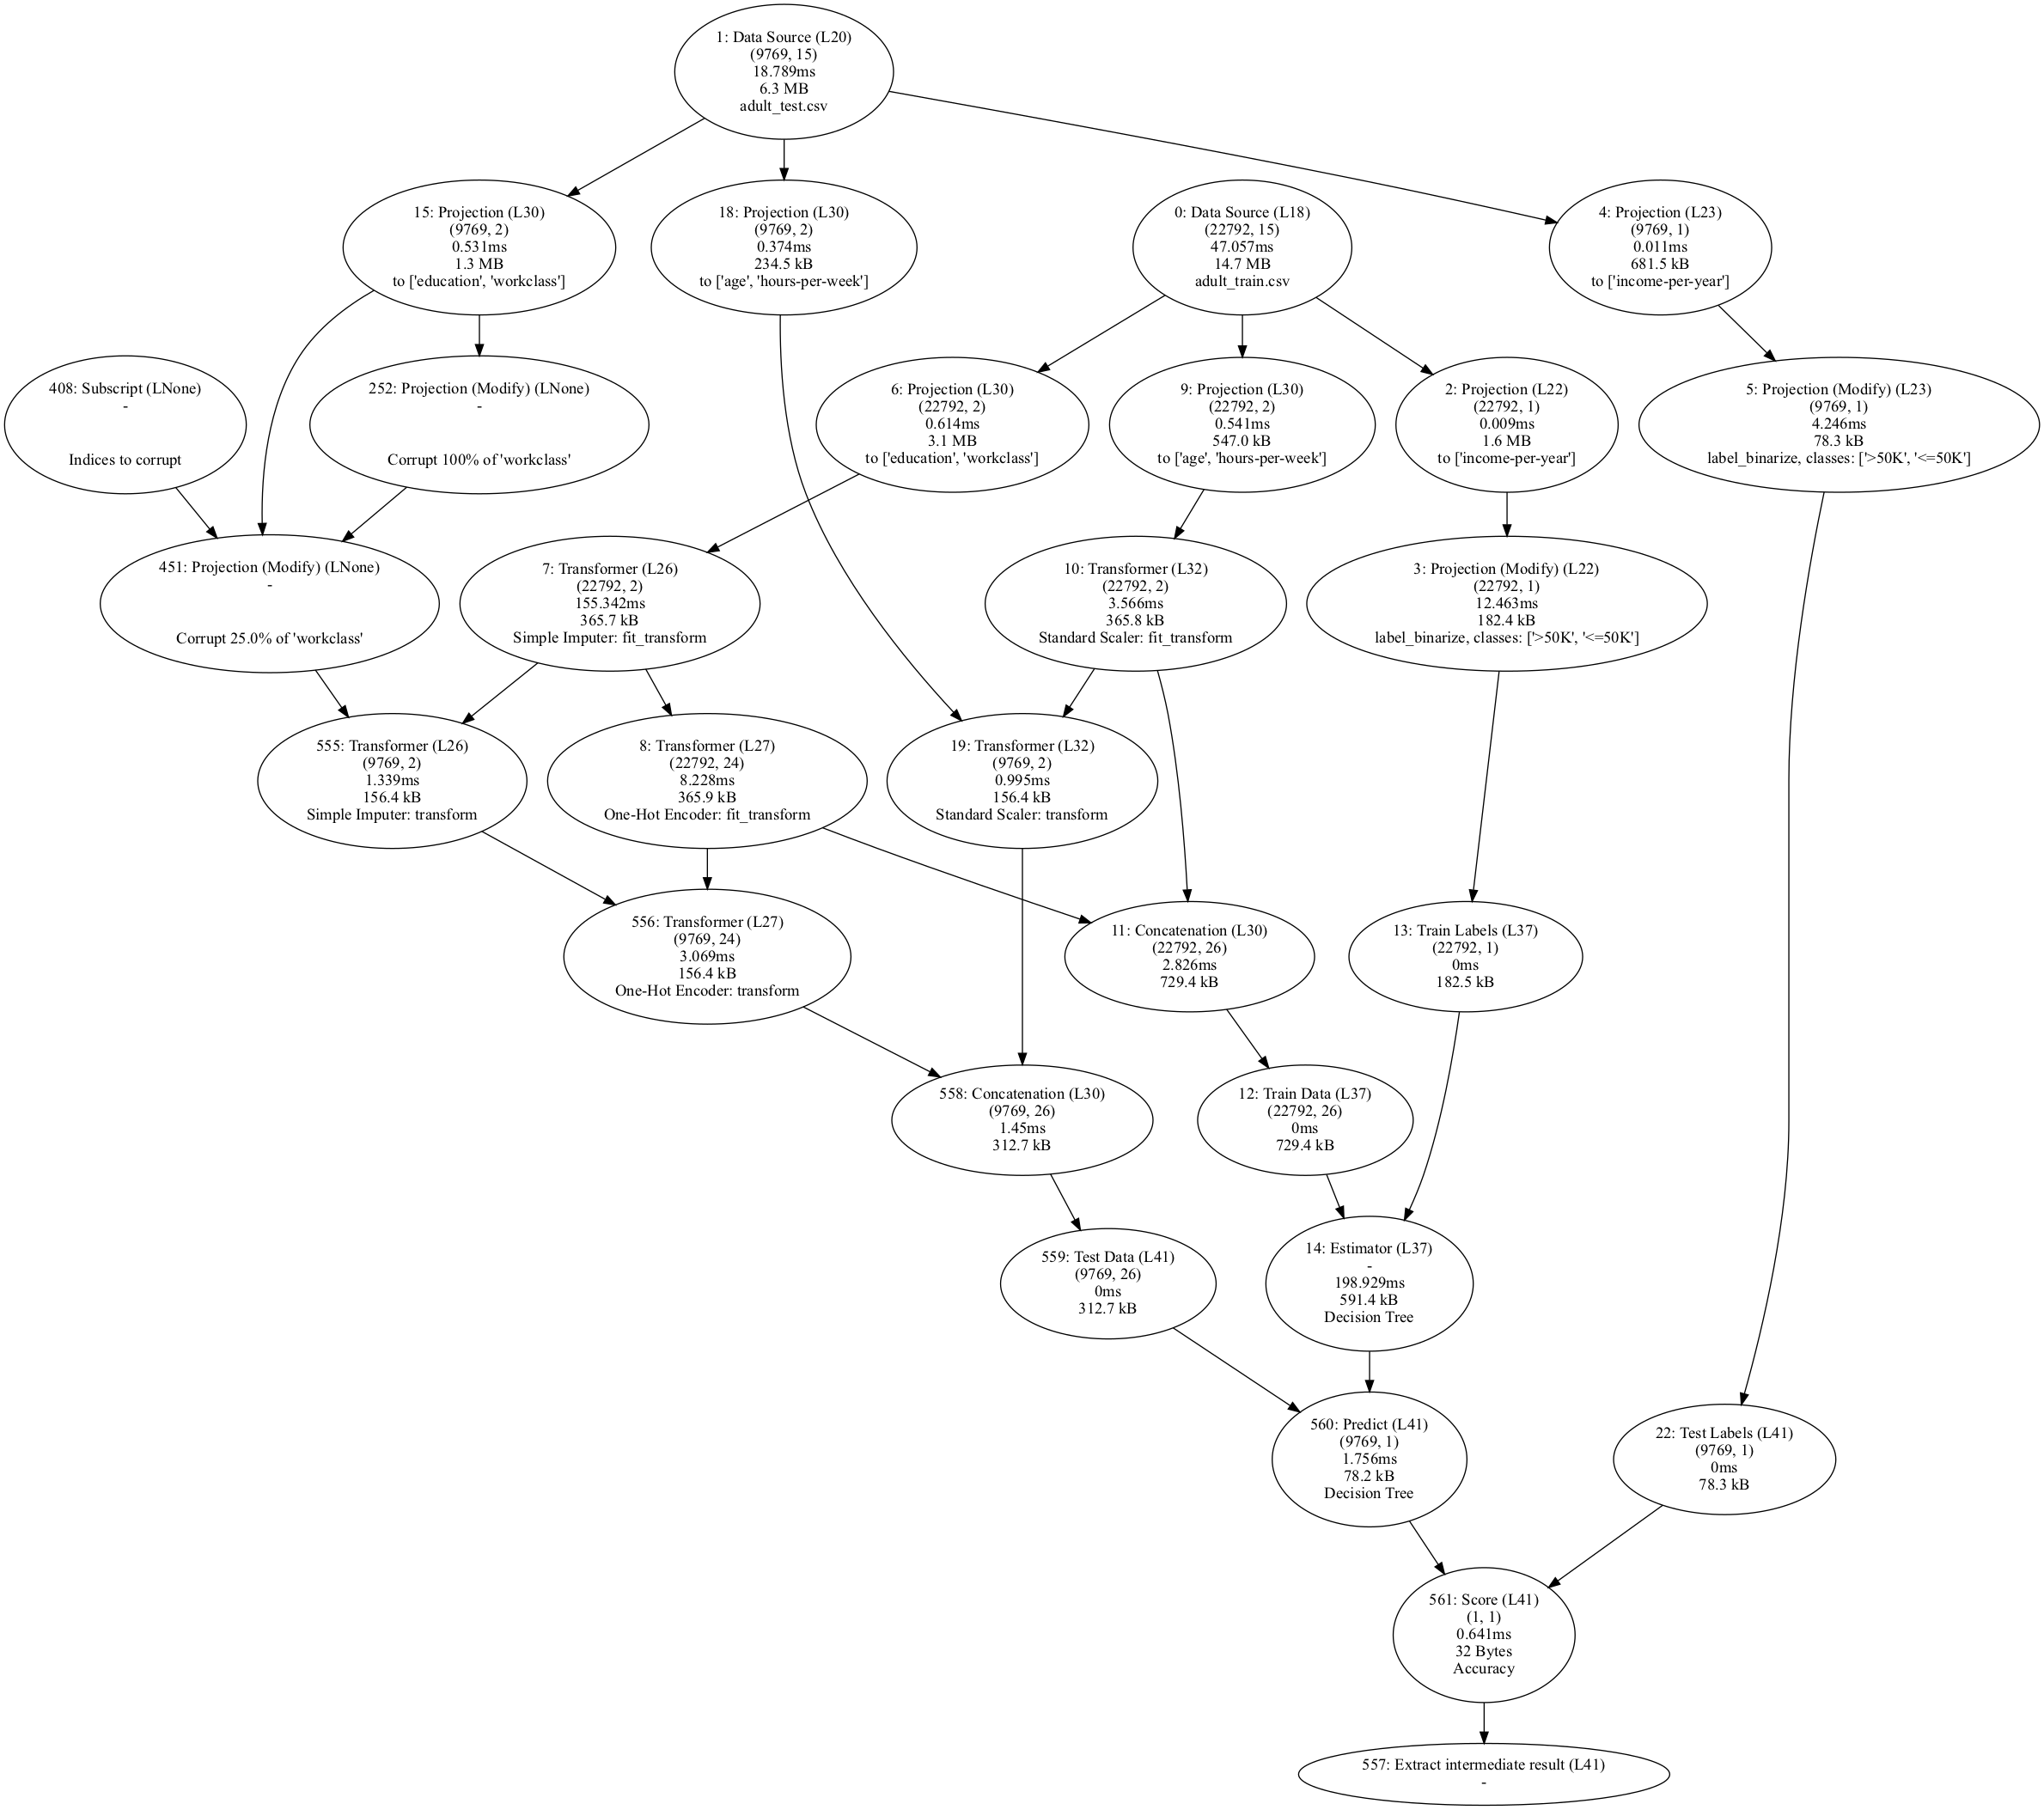 1: Data Source (L20)
(9769, 15)
18.789ms
6.3 MB
adult_test.csv
15: Projection (L30)
(9769, 2)
0.531ms
1.3 MB
to ['education', 'workclass']
18: Projection (L30)
(9769, 2)
0.374ms
234.5 kB
to ['age', 'hours-per-week']
0: Data Source (L18)
(22792, 15)
47.057ms
14.7 MB
adult_train.csv
4: Projection (L23)
(9769, 1)
0.011ms
681.5 kB
to ['income-per-year']
408: Subscript (LNone)
-
Indices to corrupt
252: Projection (Modify) (LNone)
-
Corrupt 100% of 'workclass'
6: Projection (L30)
(22792, 2)
0.614ms
3.1 MB
to ['education', 'workclass']
9: Projection (L30)
(22792, 2)
0.541ms
547.0 kB
to ['age', 'hours-per-week']
2: Projection (L22)
(22792, 1)
0.009ms
1.6 MB
to ['income-per-year']
5: Projection (Modify) (L23)
(9769, 1)
4.246ms
78.3 kB
label_binarize, classes: ['>50K', '<=50K']
451: Projection (Modify) (LNone)
-
Corrupt 25.0% of 'workclass'
7: Transformer (L26)
(22792, 2)
155.342ms
365.7 kB
Simple Imputer: fit_transform
10: Transformer (L32)
(22792, 2)
3.566ms
365.8 kB
Standard Scaler: fit_transform
3: Projection (Modify) (L22)
(22792, 1)
12.463ms
182.4 kB
label_binarize, classes: ['>50K', '<=50K']
555: Transformer (L26)
(9769, 2)
1.339ms
156.4 kB
Simple Imputer: transform
8: Transformer (L27)
(22792, 24)
8.228ms
365.9 kB
One-Hot Encoder: fit_transform
19: Transformer (L32)
(9769, 2)
0.995ms
156.4 kB
Standard Scaler: transform
556: Transformer (L27)
(9769, 24)
3.069ms
156.4 kB
One-Hot Encoder: transform
11: Concatenation (L30)
(22792, 26)
2.826ms
729.4 kB
13: Train Labels (L37)
(22792, 1)
0ms
182.5 kB
558: Concatenation (L30)
(9769, 26)
1.45ms
312.7 kB
12: Train Data (L37)
(22792, 26)
0ms
729.4 kB
559: Test Data (L41)
(9769, 26)
0ms
312.7 kB
14: Estimator (L37)
-
198.929ms
591.4 kB
Decision Tree
560: Predict (L41)
(9769, 1)
1.756ms
78.2 kB
Decision Tree
22: Test Labels (L41)
(9769, 1)
0ms
78.3 kB
561: Score (L41)
(1, 1)
0.641ms
32 Bytes
Accuracy
557: Extract intermediate result (L41)
-